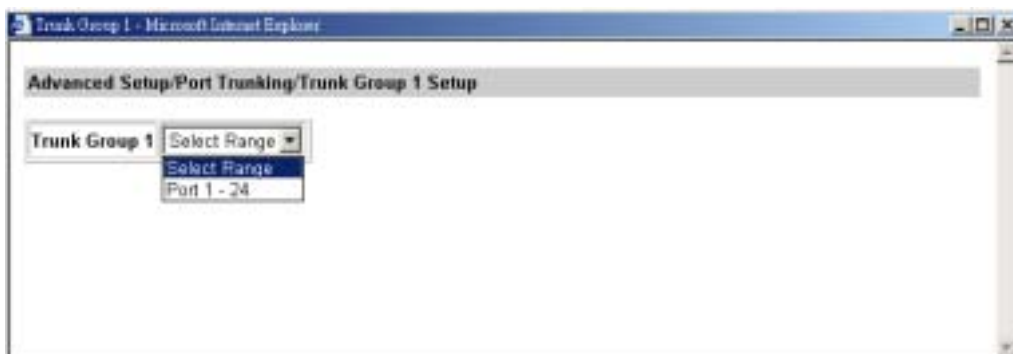 Trunk Group 1 - Microsoft Internet Explorer
Advanced Setup/Port Trunking/Trunk Group 1 Setup
Trunk Group 1 Select Range
Select Range
Port 1 - 24